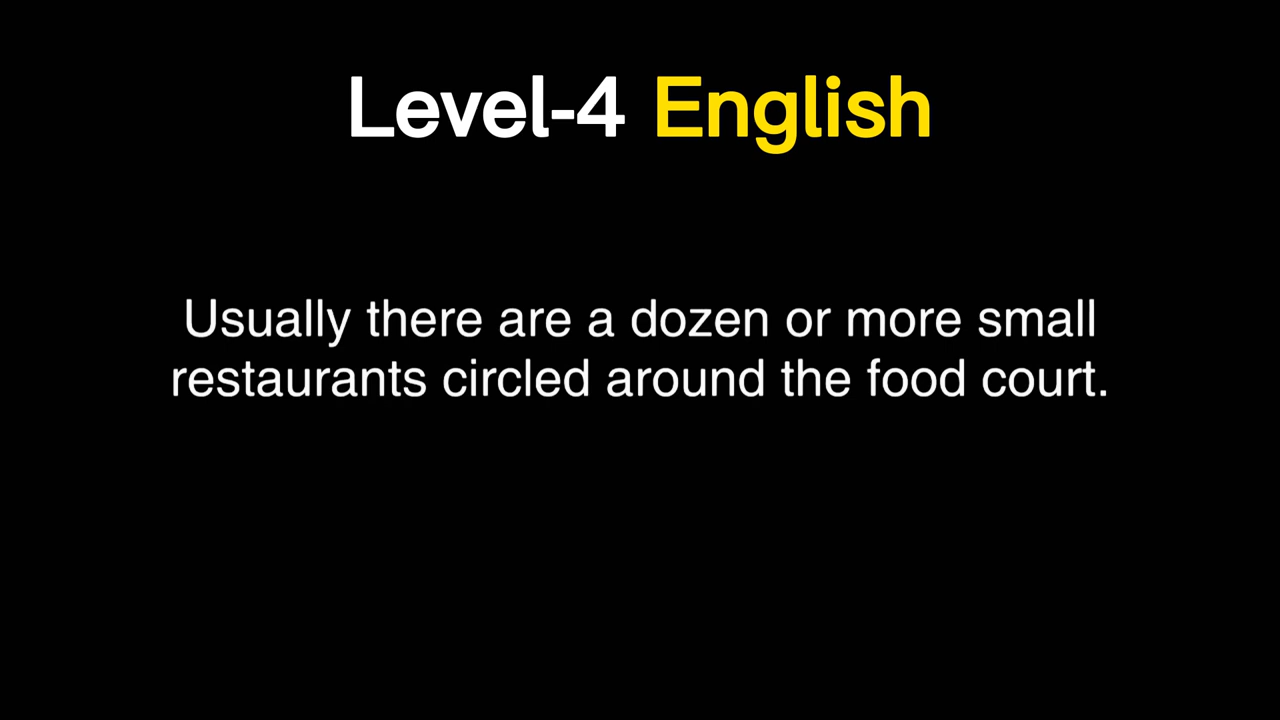 Level-4 English
Usually there are a dozen or more small
restaurants circled around the food court.